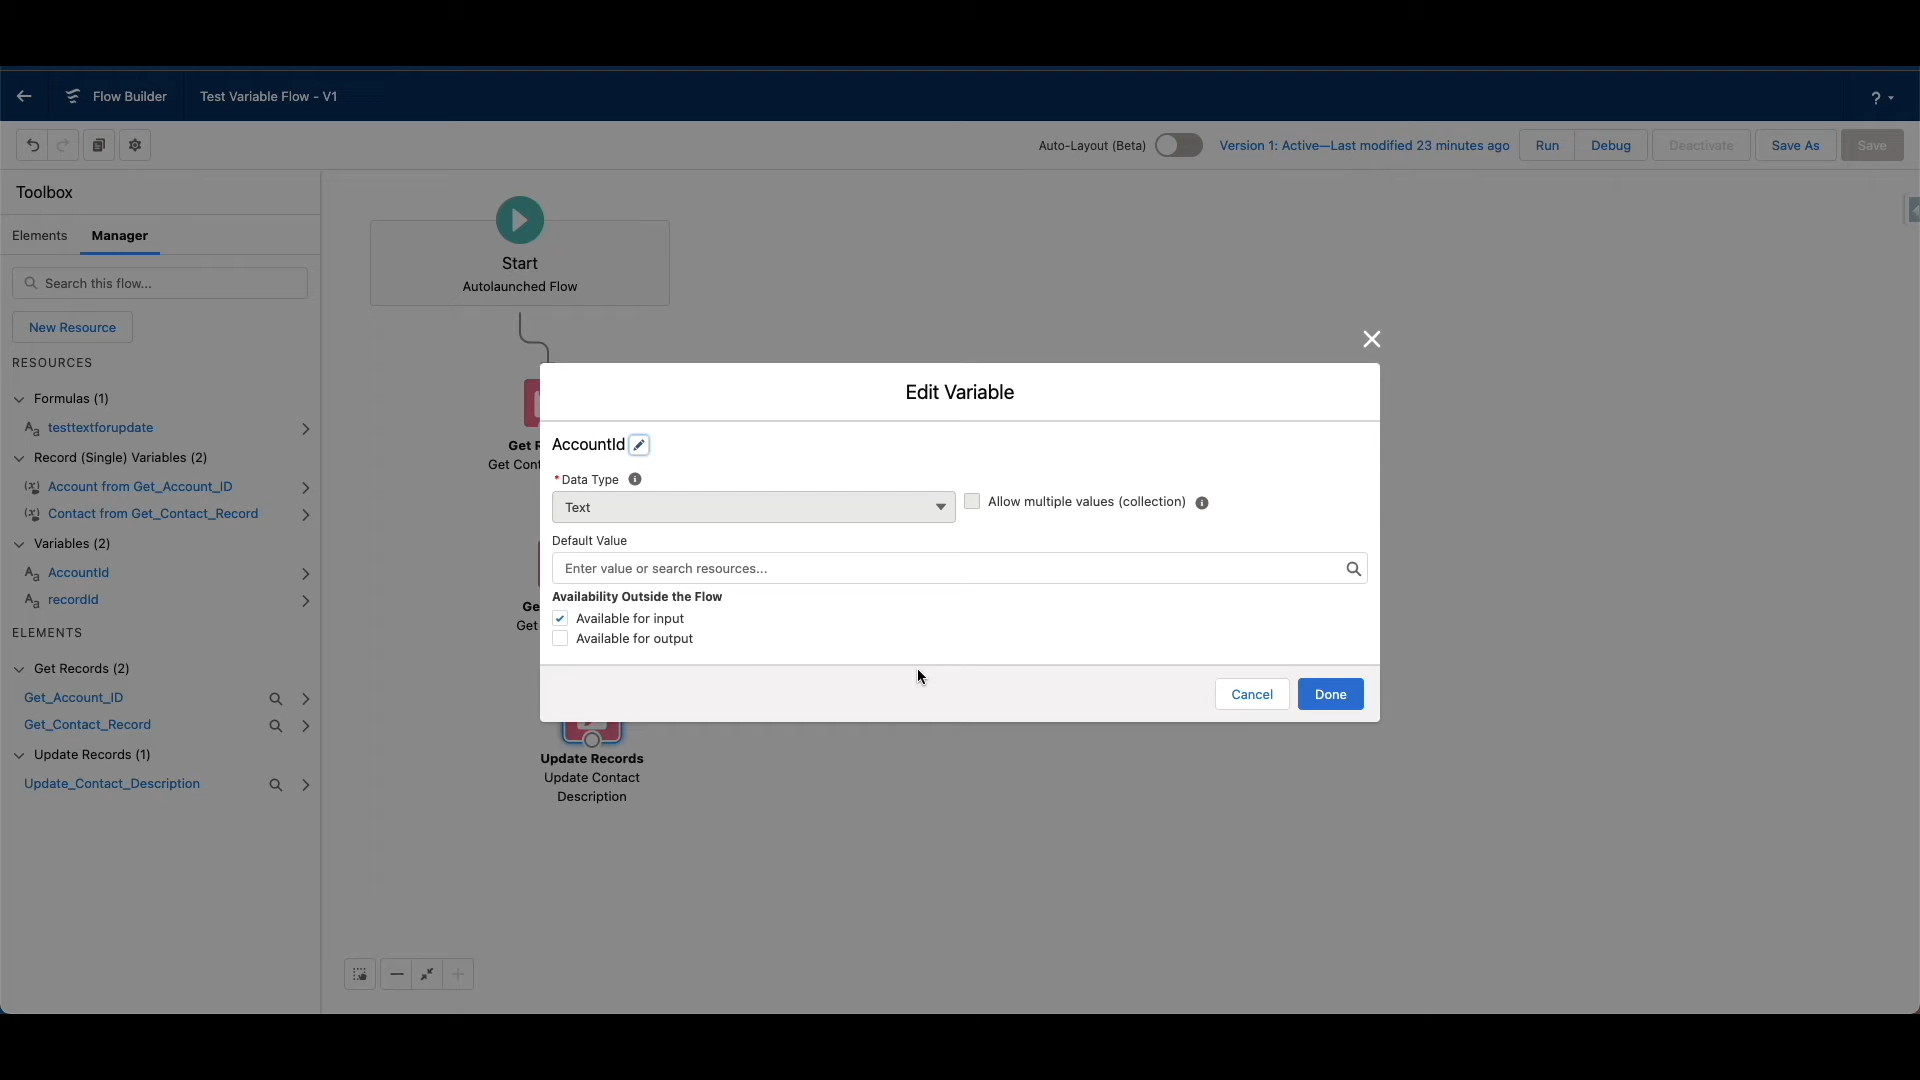 Flow Builder
Test Variable Flow - V1
?
Auto-Layout (Beta)
Version 1: Active—Last modified 23 minutes ago
Run
Debug
Deactivate
Save As
Save
Toolbox
Elements
Manager
Search this flow...
New Resource
RESOURCES
Formulas (1)
testtextforupdate
Record (Single) Variables (2)
Account from Get_Account_ID
Contact from Get_Contact_Record
Variables (2)
AccountId
recordId
ELEMENTS
Get Records (2)
Get_Account_ID
Get_Contact_Record
Update Records (1)
Update_Contact_Description
Start
Autolaunched Flow
Get
Get
Get
Update Records
Update Contact
Description
Edit Variable
AccountId
*Data Type
Text
Allow multiple values (collection)
Default Value
Enter value or search resources...
Availability Outside the Flow
Available for input
Available for output
Cancel
Done